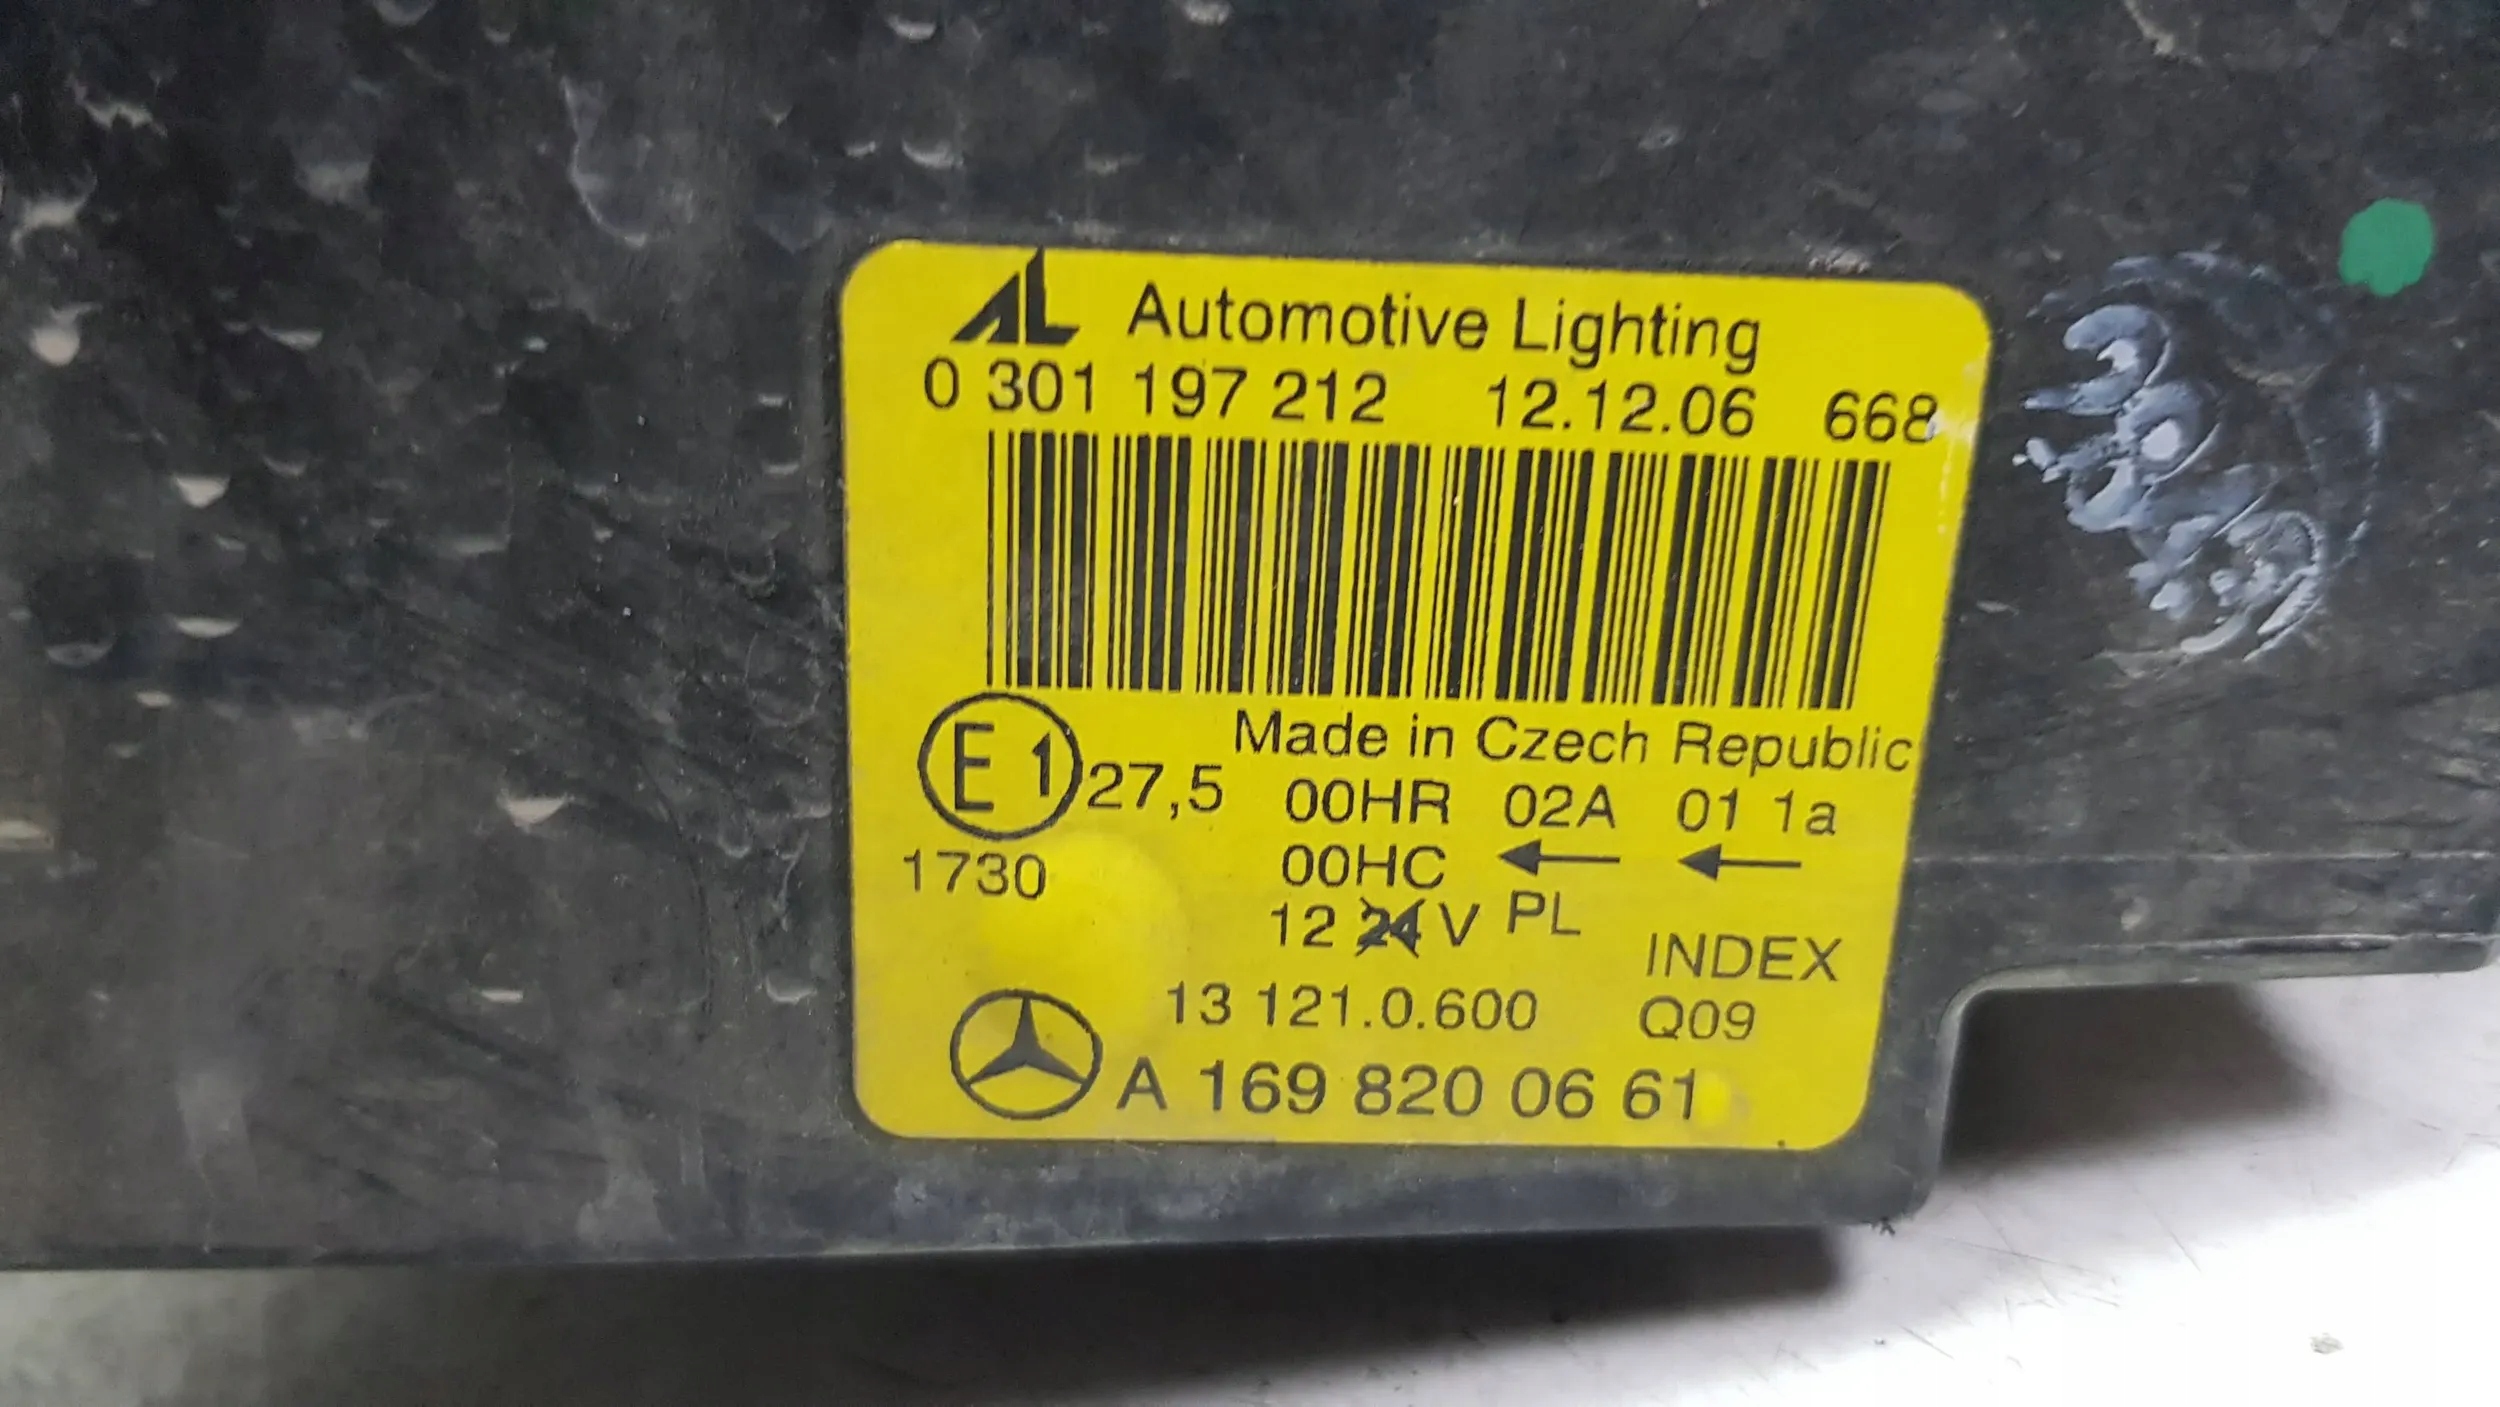 AL Automotive Lighting
0 301 197 212 12.12.06 668
Made in Czech Republic
E1 27,5 00HR 02A 01 1a
1730 00HC ← ←
12 24 V PL
INDEX
13 121.0.600 Q09
A 169 820 06 61